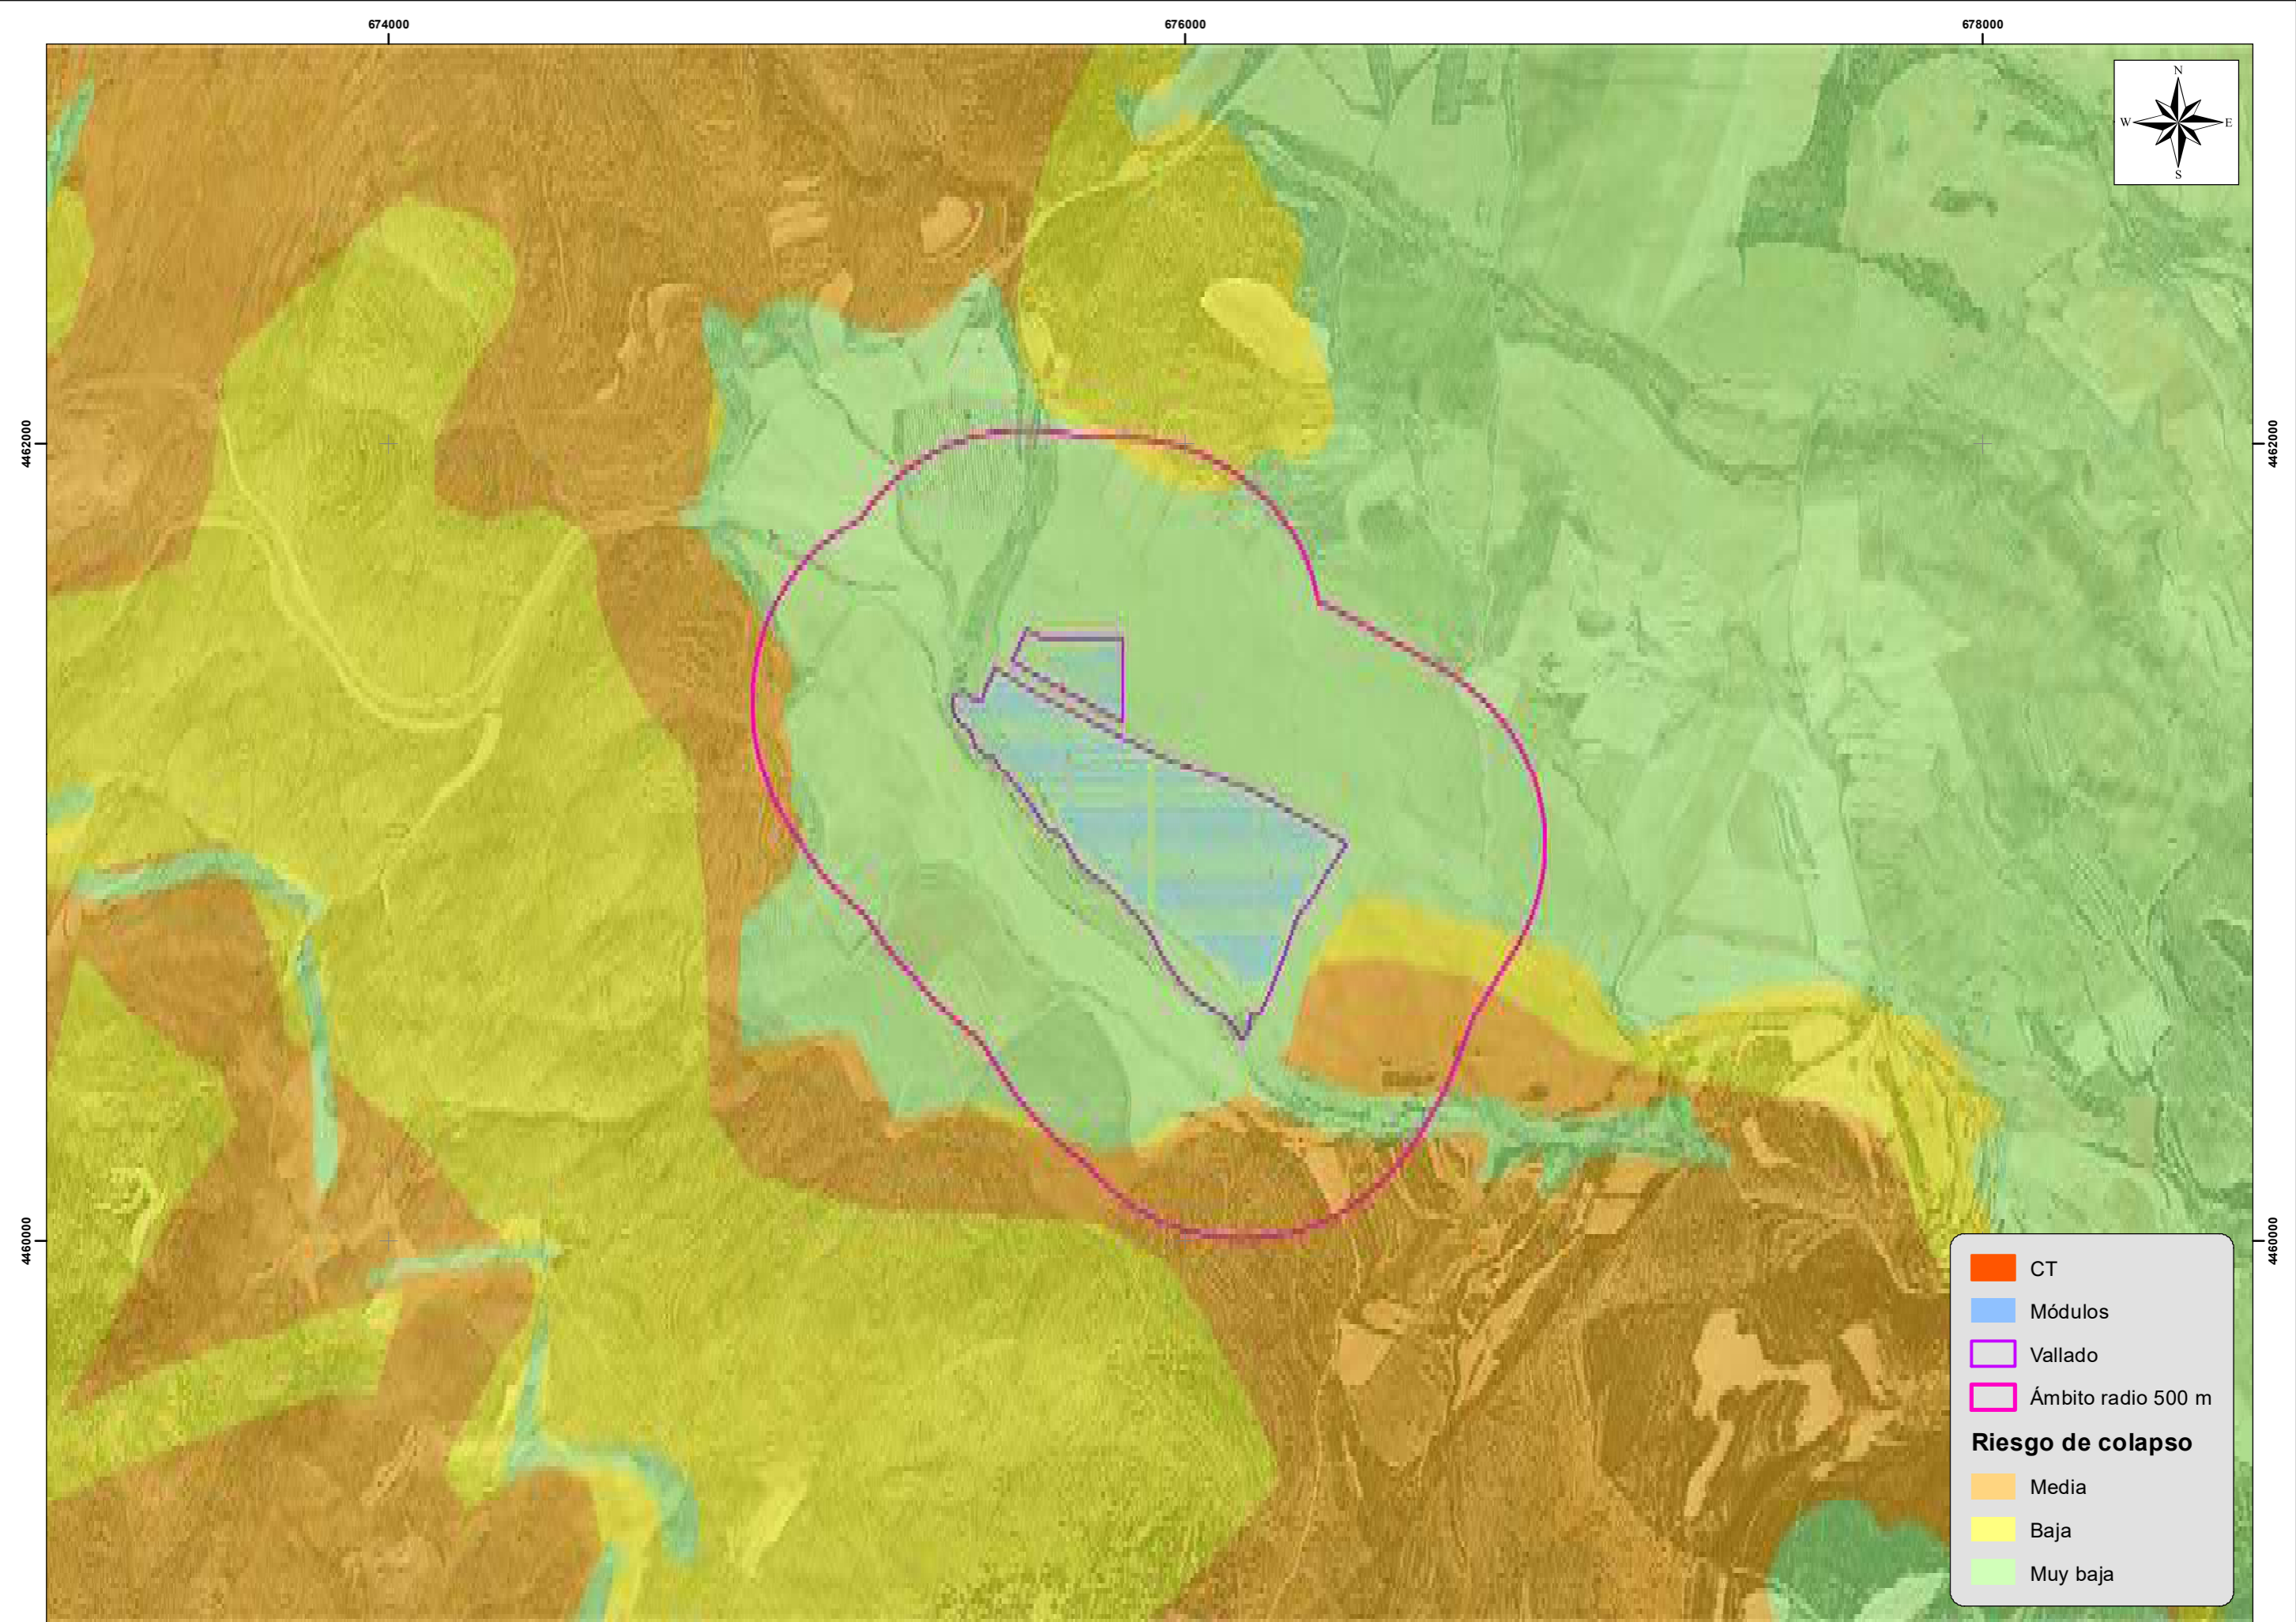 674000
676000
678000
N
W E
S
4462000
4462000
4460000
4460000
CT
Módulos
Vallado
Ámbito radio 500 m
Riesgo de colapso
Media
Baja
Muy baja